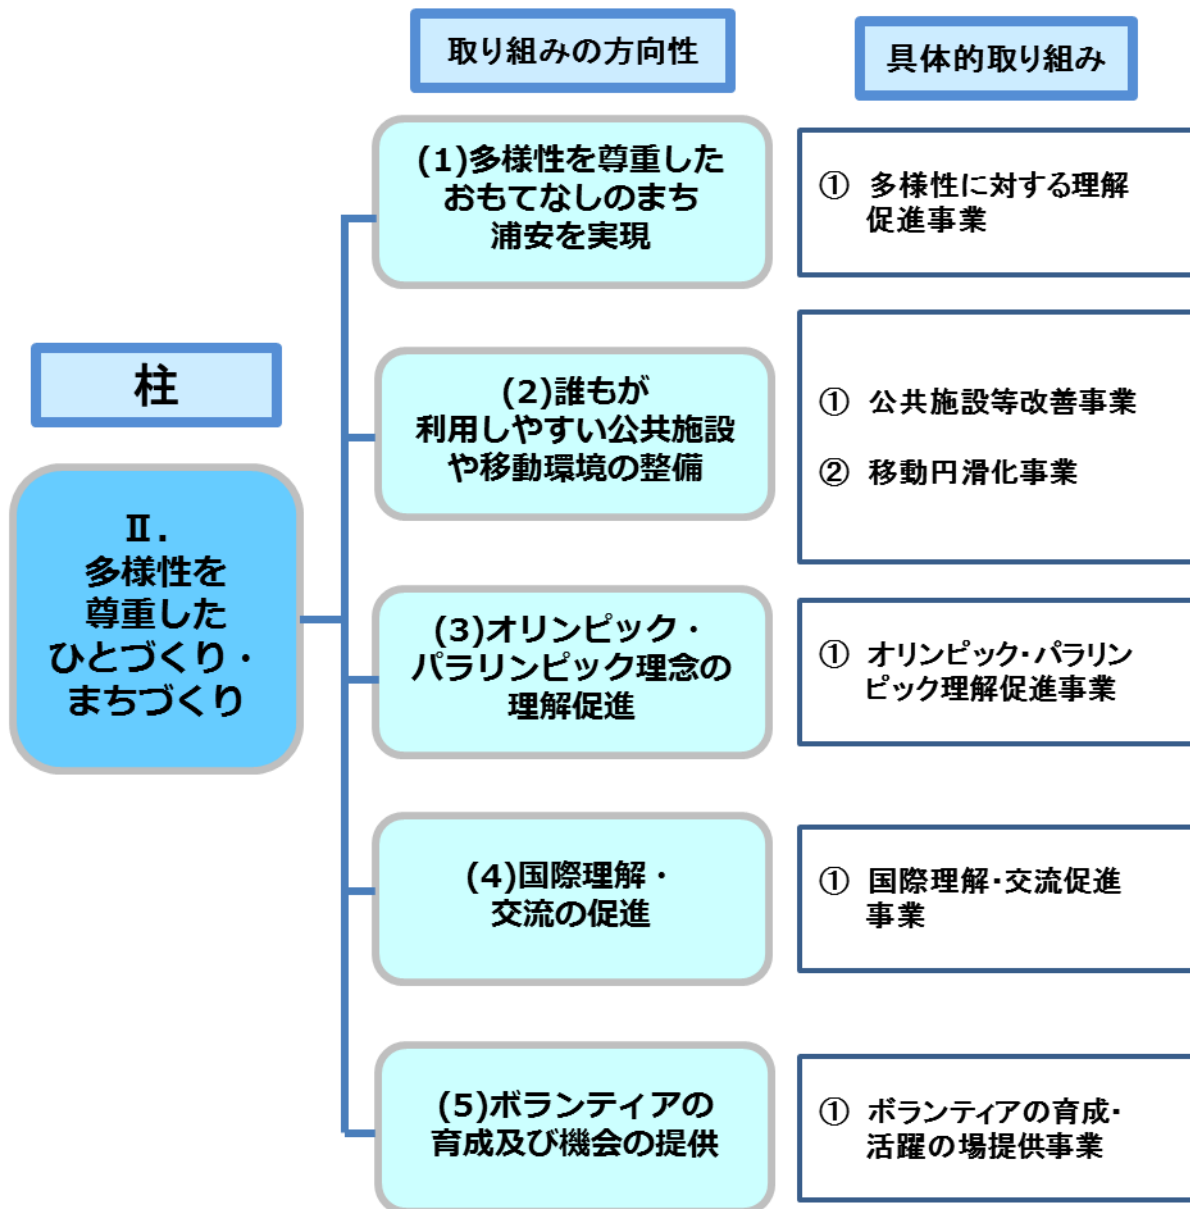 取り組みの方向性
具体的取り組み
柱
Ⅱ.
多様性を
尊重した
ひとづくり・
まちづくり
(1)多様性を尊重した
おもてなしのまち
浦安を実現
① 多様性に対する理解
促進事業
(2)誰もが
利用しやすい公共施設
や移動環境の整備
① 公共施設等改善事業
② 移動円滑化事業
(3)オリンピック・
パラリンピック理念の
理解促進
① オリンピック・パラリン
ピック理解促進事業
(4)国際理解・
交流の促進
① 国際理解・交流促進
事業
(5)ボランティアの
育成及び機会の提供
① ボランティアの育成・
活躍の場提供事業